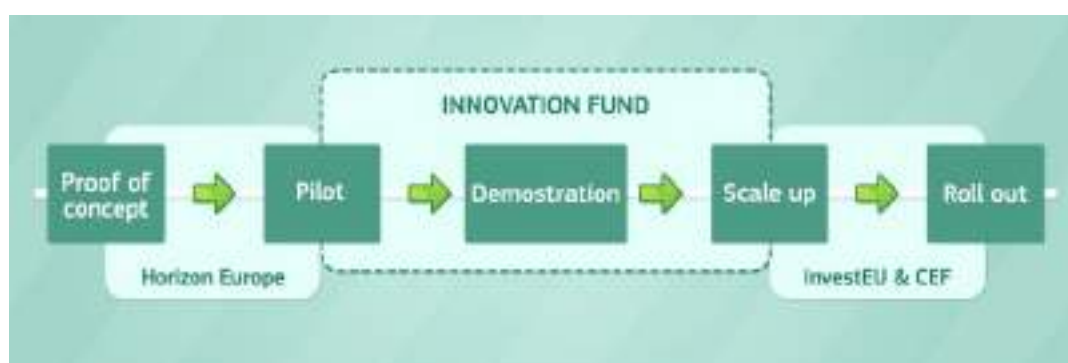 INNOVATION FUND
Proof of
concept
Pilot
Demostration
Scale up
Roll out
Horizon Europe
InvestEU & CEF